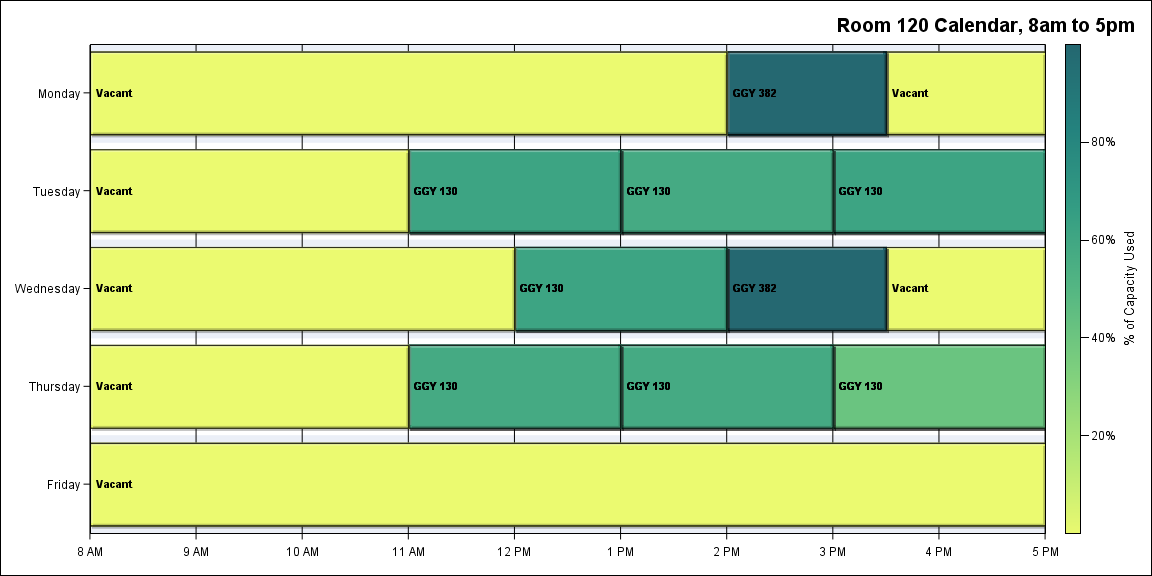 Room 120 Calendar, 8am to 5pm
Monday
Vacant
GGY 382
Vacant
Tuesday
Vacant
GGY 130
GGY 130
GGY 130
Wednesday
Vacant
GGY 130
GGY 382
Vacant
Thursday
Vacant
GGY 130
GGY 130
GGY 130
Friday
Vacant
8 AM
9 AM
10 AM
11 AM
12 PM
1 PM
2 PM
3 PM
4 PM
5 PM
80%
60%
40%
20%
% of Capacity Used